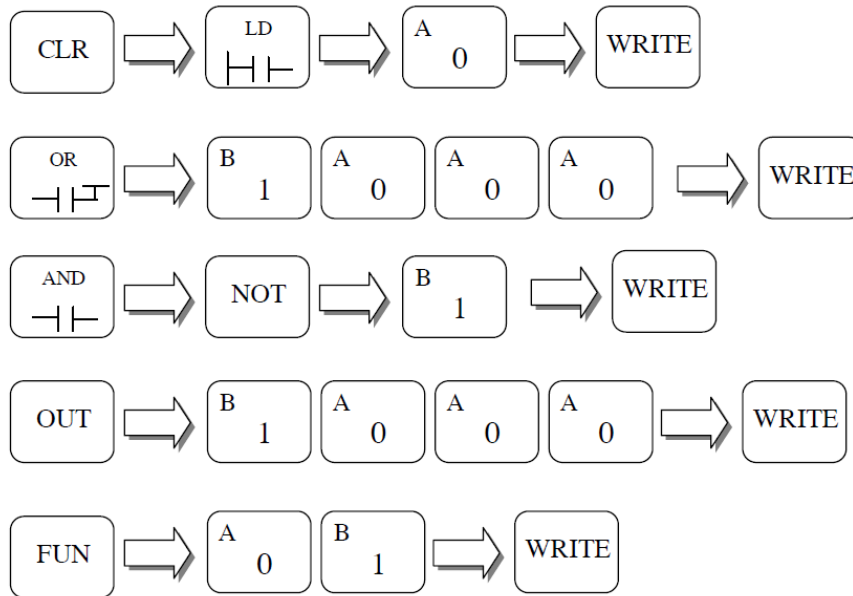 CLR LD A 0 WRITE
OR B 1 A 0 A 0 A 0 WRITE
AND NOT B 1 WRITE
OUT B 1 A 0 A 0 A 0 WRITE
FUN A 0 B 1 WRITE